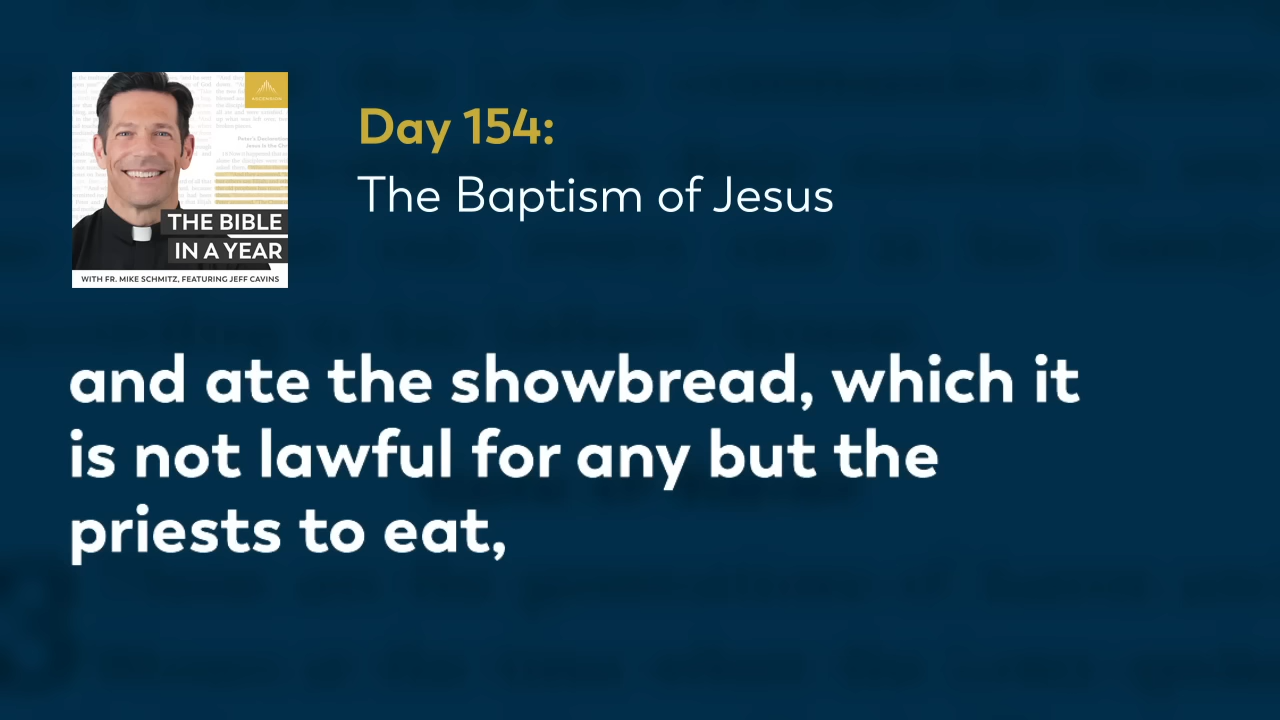 ASCENSION
THE BIBLE
IN A YEAR
WITH FR. MIKE SCHMITZ, FEATURING JEFF CAVINS
Day 154:
The Baptism of Jesus
and ate the showbread, which it
is not lawful for any but the
priests to eat,